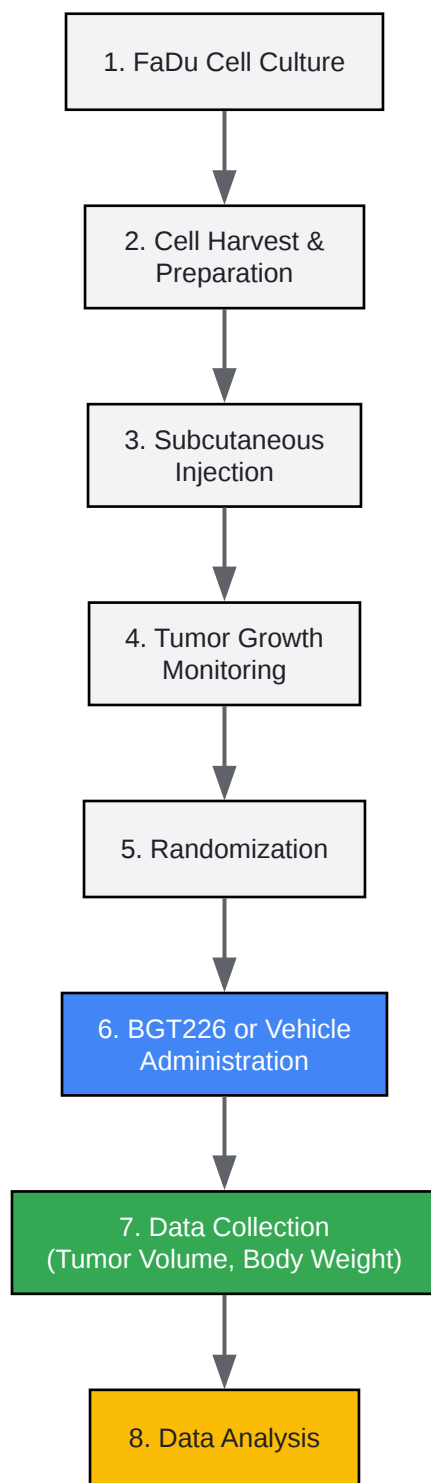 1. FaDu Cell Culture
2. Cell Harvest &
Preparation
3. Subcutaneous
Injection
4. Tumor Growth
Monitoring
5. Randomization
6. BGT226 or Vehicle
Administration
7. Data Collection
(Tumor Volume, Body Weight)
8. Data Analysis